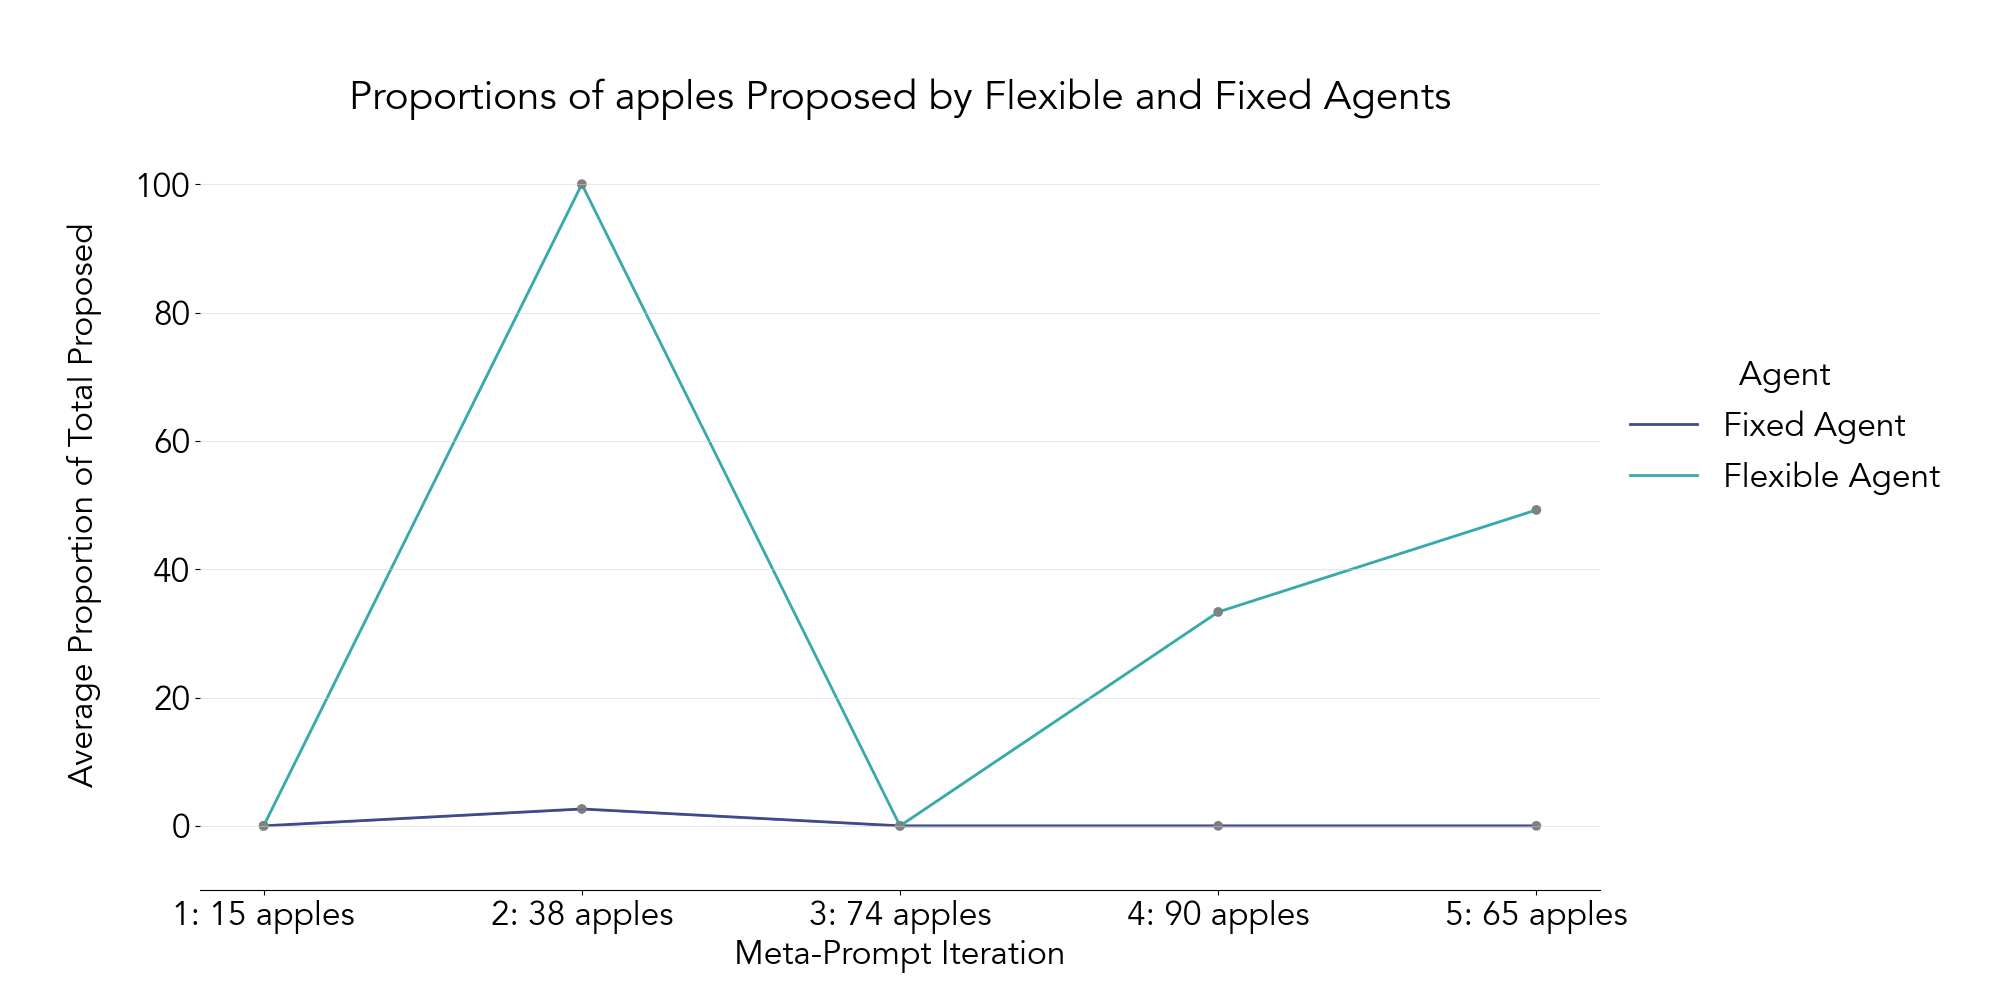 Proportions of apples Proposed by Flexible and Fixed Agents
Average Proportion of Total Proposed
100
80
60
40
20
0
1: 15 apples
2: 38 apples
3: 74 apples
4: 90 apples
5: 65 apples
Meta-Prompt Iteration
Agent
Fixed Agent
Flexible Agent